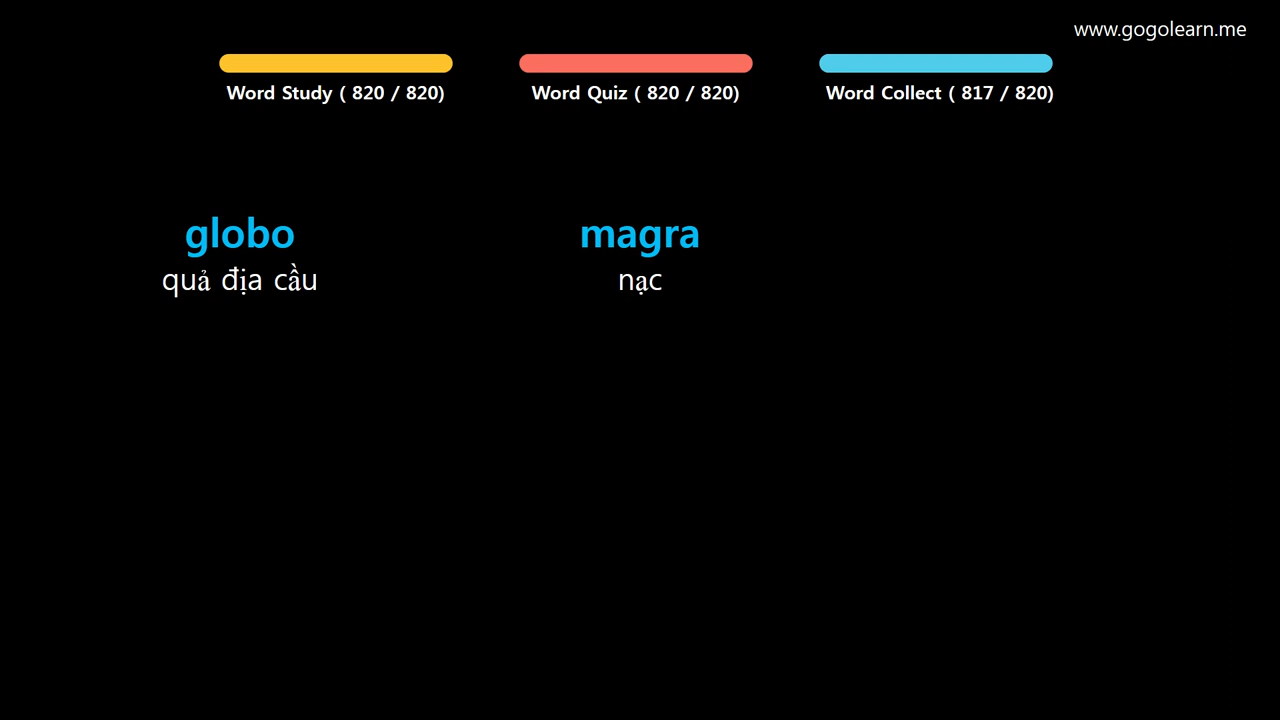 www.gogolearn.me
Word Study ( 820 / 820)
Word Quiz ( 820 / 820)
Word Collect ( 817 / 820)
globo
quả địa cầu
magra
nạc